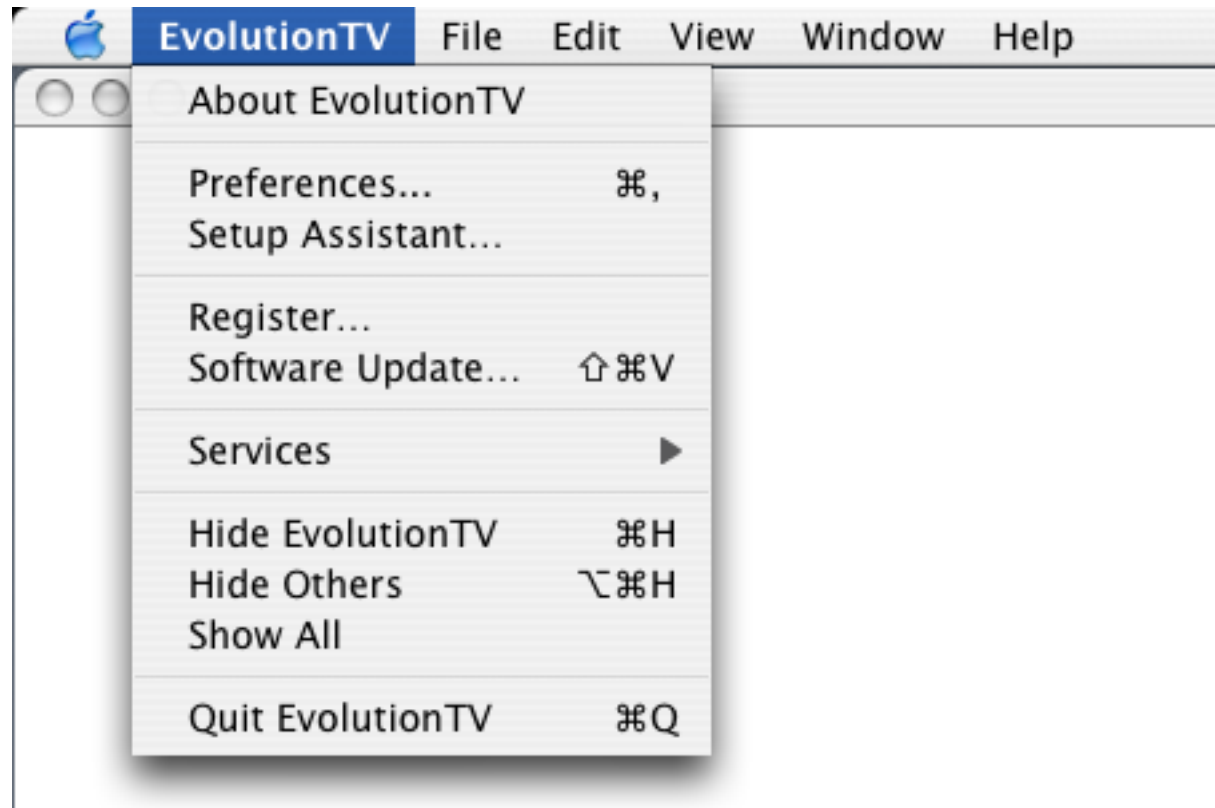 EvolutionTV File Edit View Window Help
About EvolutionTV
Preferences... ⌘,
Setup Assistant...
Register...
Software Update... ⇧⌘V
Services
Hide EvolutionTV ⌘H
Hide Others ⌥⌘H
Show All
Quit EvolutionTV ⌘Q